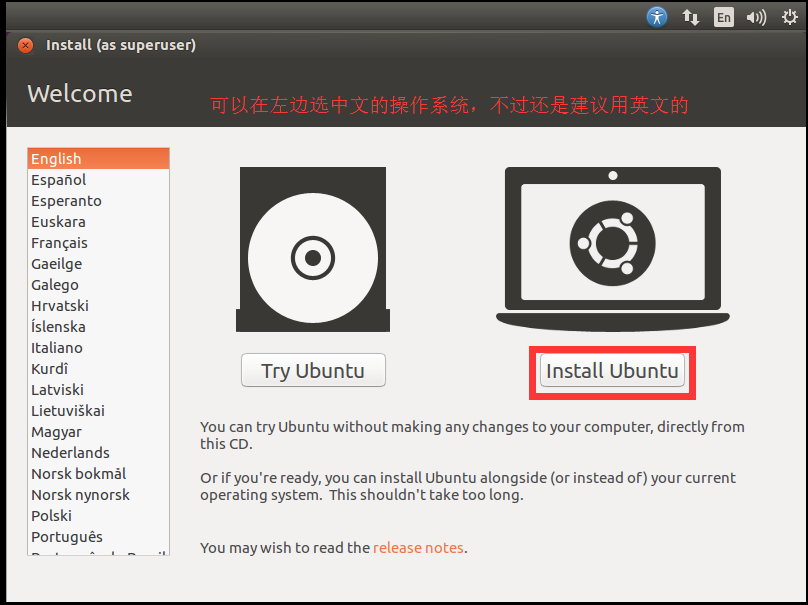 En
Install (as superuser)
Welcome
可以在左边选中文的操作系统，不过还是建议用英文的
English
Español
Esperanto
Euskara
Français
Gaeilge
Galego
Hrvatski
Íslenska
Italiano
Kurdî
Latviski
Lietuviškai
Magyar
Nederlands
Norsk bokmål
Norsk nynorsk
Polski
Português
Try Ubuntu
Install Ubuntu
You can try Ubuntu without making any changes to your computer, directly from
this CD.
Or if you're ready, you can install Ubuntu alongside (or instead of) your current
operating system. This shouldn't take too long.
You may wish to read the release notes.